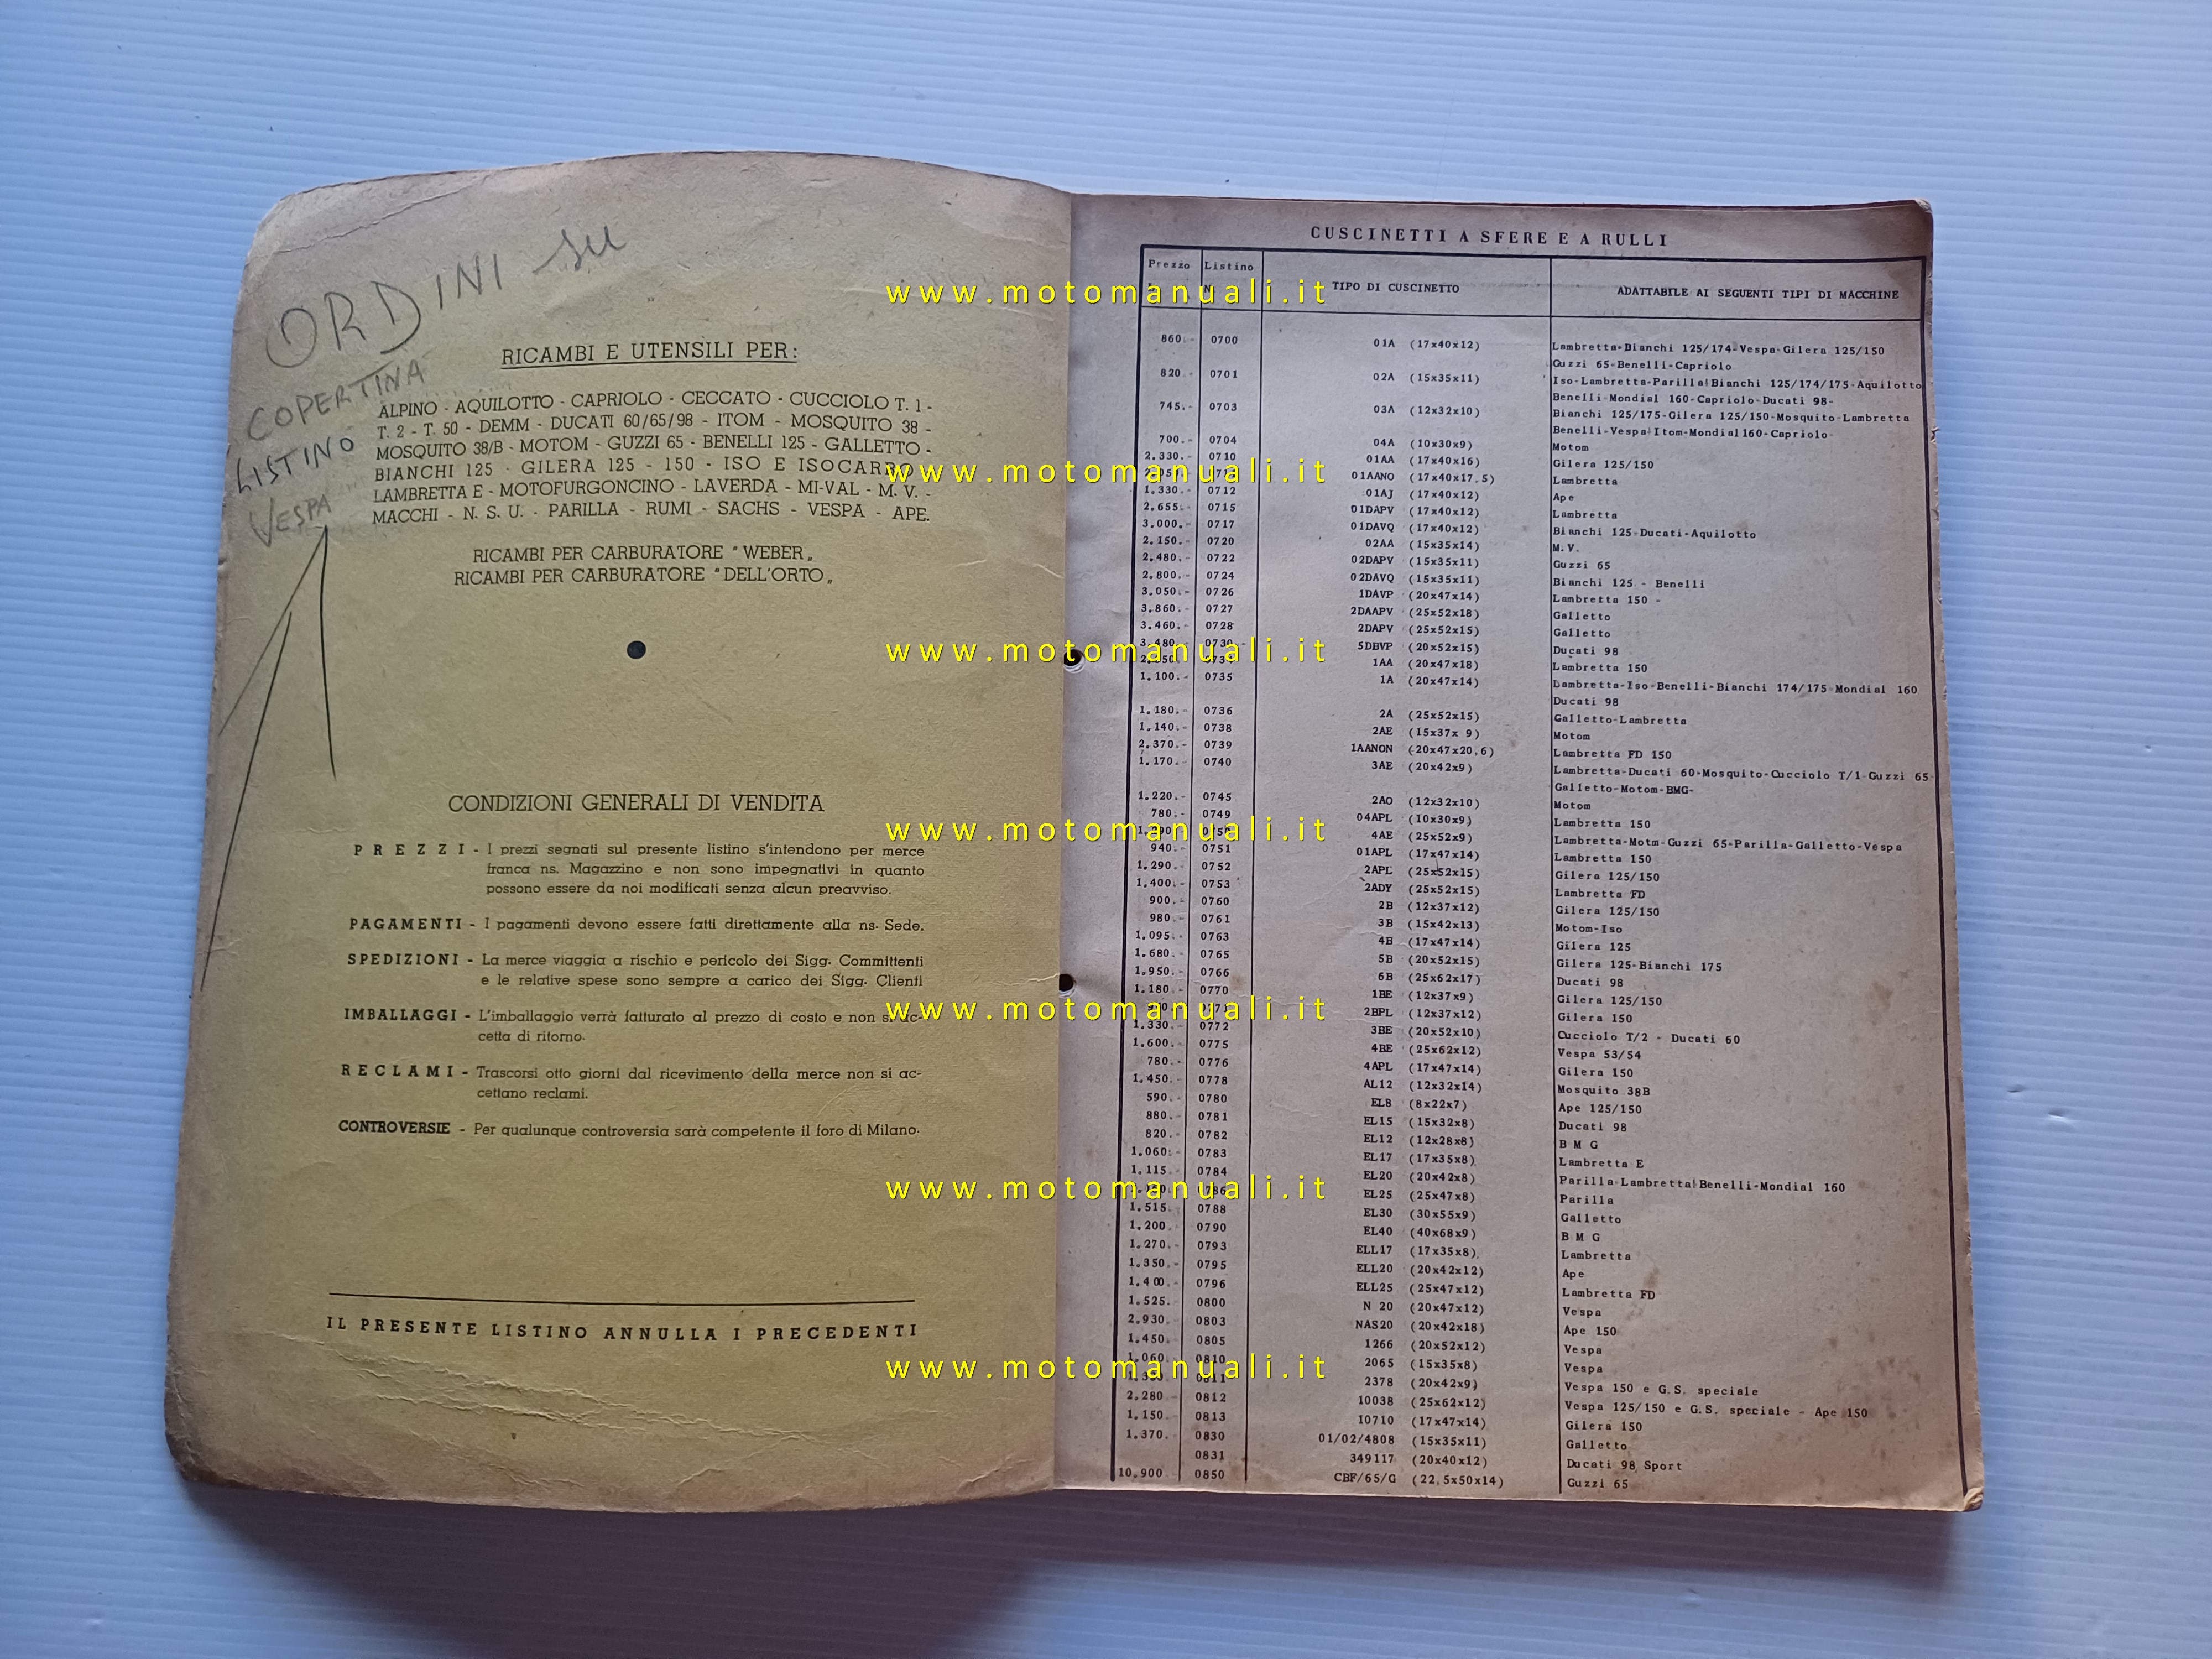 ORDINI su
COPERTINA
LISTINO
VESPA
RICAMBI E UTENSILI PER:
ALPINO - AQUILOTTO - CAPRIOLO - CECCATO - CUCCIOLO T. 1 -
T. 2 - T. 50 - DEMM - DUCATI 60/65/98 - ITOM - MOSQUITO 38 -
MOSQUITO 38/B - MOTOM - GUZZI 65 - BENELLI 125 - GALLETTO -
BIANCHI 125 - GILERA 125 - 150 - ISO E ISOCARRO -
LAMBRETTA E - MOTOFURGONCINO - LAVERDA - MI-VAL - M. V. -
MACCHI - N. S. U. - PARILLA - RUMI - SACHS - VESPA - APE.
RICAMBI PER CARBURATORE "WEBER„
RICAMBI PER CARBURATORE "DELL'ORTO„
CONDIZIONI GENERALI DI VENDITA
PREZZI - I prezzi segnati sul presente listino s'intendono per merce
franca ns. Magazzino e non sono impegnativi in quanto
possono essere da noi modificati senza alcun preavviso.
PAGAMENTI - I pagamenti devono essere fatti direttamente alla ns. Sede.
SPEDIZIONI - La merce viaggia a rischio e pericolo dei Sigg. Committenti
e le relative spese sono sempre a carico dei Sigg. Clienti
IMBALLAGGI - L'imballaggio verrà fatturato al prezzo di costo e non si ac-
cetta di ritorno.
RECLAMI - Trascorsi otto giorni dal ricevimento della merce non si ac-
cettano reclami.
CONTROVERSIE - Per qualunque controversia sarà competente il foro di Milano.
IL PRESENTE LISTINO ANNULLA I PRECEDENTI
CUSCINETTI A SFERE E A RULLI
Prezzo Listino N. TIPO DI CUSCINETTO ADATTABILE AI SEGUENTI TIPI DI MACCHINE
860.- 0700 01A (17x40x12) Lambretta-Bianchi 125/174-Vespa-Gilera 125/150
Guzzi 65-Benelli-Capriolo
820.- 0701 02A (15x35x11) Iso-Lambretta-Parilla-Bianchi 125/174/175-Aquilotto
Benelli-Mondial 160-Capriolo-Ducati 98-
745.- 0703 03A (12x32x10) Bianchi 125/175-Gilera 125/150-Mosquito-Lambretta
Benelli-Vespa-Itom-Mondial 160-Capriolo-
700.- 0704 04A (10x30x9) Motom
2.330.- 0710 01AA (17x40x16) Gilera 125/150
01AANO (17x40x17.5) Lambretta
1.330.- 0712 01AJ (17x40x12) Ape
2.655.- 0715 01DAPV (17x40x12) Lambretta
3.000.- 0717 01DAVQ (17x40x12) Bianchi 125-Ducati-Aquilotto
2.150.- 0720 02AA (15x35x14) M.V.
2.480.- 0722 02DAPV (15x35x11) Guzzi 65
2.800.- 0724 02DAVQ (15x35x11) Bianchi 125 - Benelli
3.050.- 0726 1DAVP (20x47x14) Lambretta 150 -
3.860.- 0727 2DAAPV (25x52x18) Galletto
3.460.- 0728 2DAPV (25x52x15) Galletto
3.480.- 0730 5DBVP (20x52x15) Ducati 98
1AA (20x47x18) Lambretta 150
1.100.- 0735 1A (20x47x14) Lambretta-Iso-Benelli-Bianchi 174/175-Mondial 160
Ducati 98
1.180.- 0736 2A (25x52x15) Galletto-Lambretta
1.140.- 0738 2AE (15x37x 9) Motom
2.370.- 0739 1AANON (20x47x20,6) Lambretta FD 150
1.170.- 0740 3AE (20x42x9) Lambretta-Ducati 60-Mosquito-Cucciolo T/1-Guzzi 65
Galletto-Motom-BMG-
1.220.- 0745 2AO (12x32x10) Motom
780.- 0749 04APL (10x30x9) Lambretta 150
0750 4AE (25x52x9) Lambretta-Motm-Guzzi 65-Parilla-Galletto-Vespa
940.- 0751 01APL (17x47x14) Lambretta 150
1.290.- 0752 2APL (25x52x15) Gilera 125/150
1.400.- 0753 2ADY (25x52x15) Lambretta FD
900.- 0760 2B (12x37x12) Gilera 125/150
980.- 0761 3B (15x42x13) Motom-Iso
1.095.- 0763 4B (17x47x14) Gilera 125
1.680.- 0765 5B (20x52x15) Gilera 125-Bianchi 175
1.950.- 0766 6B (25x62x17) Ducati 98
1.180.- 0770 1BE (12x37x9) Gilera 125/150
0771 2BPL (12x37x12) Gilera 150
1.330.- 0772 3BE (20x52x10) Cucciolo T/2 - Ducati 60
1.600.- 0775 4BE (25x62x12) Vespa 53/54
780.- 0776 4APL (17x47x14) Gilera 150
1.450.- 0778 AL12 (12x32x14) Mosquito 38B
590.- 0780 EL8 (8x22x7) Ape 125/150
880.- 0781 EL15 (15x32x8) Ducati 98
820.- 0782 EL12 (12x28x8) B M G
1.060.- 0783 EL17 (17x35x8) Lambretta E
1.115.- 0784 EL20 (20x42x8) Parilla-Lambretta-Benelli-Mondial 160
0786 EL25 (25x47x8) Parilla
1.515. 0788 EL30 (30x55x9) Galletto
1.200. 0790 EL40 (40x68x9) B M G
1.270.- 0793 ELL17 (17x35x8) Lambretta
1.350.- 0795 ELL20 (20x42x12) Ape
1.400.- 0796 ELL25 (25x47x12) Lambretta FD
1.525. 0800 N 20 (20x47x12) Vespa
2.930.- 0803 NAS20 (20x42x18) Ape 150
1.450.- 0805 1266 (20x52x12) Vespa
1.060. 0810 2065 (15x35x8) Vespa
0811 2378 (20x42x9) Vespa 150 e G.S. speciale
2.280 0812 10038 (25x62x12) Vespa 125/150 e G.S. speciale - Ape 150
1.150. 0813 10710 (17x47x14) Gilera 150
1.370.- 0830 01/02/4808 (15x35x11) Galletto
0831 349117 (20x40x12) Ducati 98 Sport
10.900 0850 CBF/65/G (22,5x50x14) Guzzi 65
www.motomanuali.it
www.motomanuali.it
www.motomanuali.it
www.motomanuali.it
www.motomanuali.it
www.motomanuali.it
www.motomanuali.it